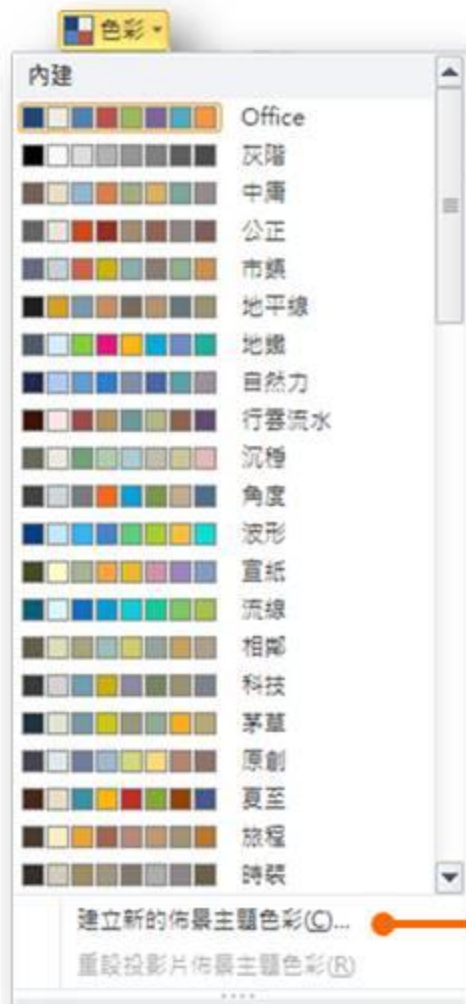 色彩
內建
Office
灰階
中庸
公正
市鎮
地平線
地鐵
自然力
行雲流水
沉穩
角度
波形
宣紙
流線
相鄰
科技
茅草
原創
夏至
旅程
時裝
建立新的佈景主題色彩(C)...
重設投影片佈景主題色彩(R)